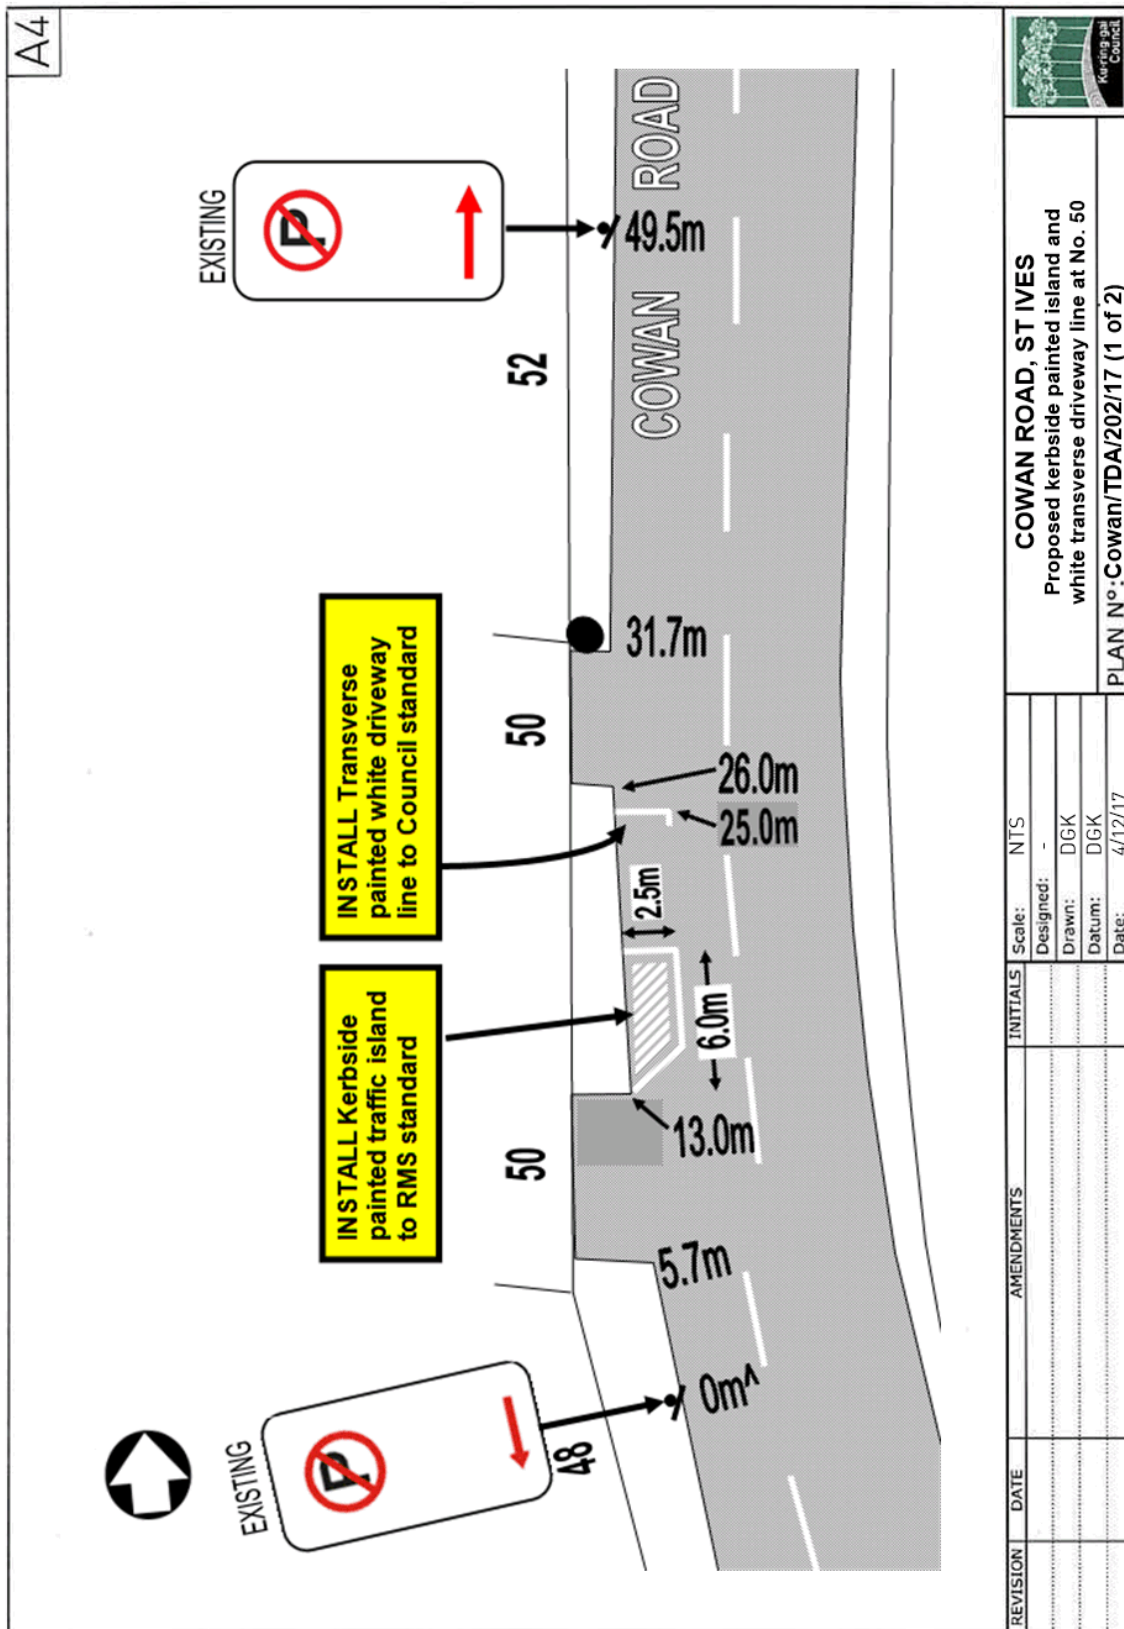 A4
EXISTING
P
EXISTING
P
48
50
50
52
INSTALL Kerbside
painted traffic island
to RMS standard
INSTALL Transverse
painted white driveway
line to Council standard
0m^
5.7m
13.0m
6.0m
2.5m
25.0m
26.0m
31.7m
49.5m
COWAN ROAD
REVISION
DATE
AMENDMENTS
INITIALS
Scale: NTS
Designed: -
Drawn: DGK
Datum: DGK
Date: 4/12/17
COWAN ROAD, ST IVES
Proposed kerbside painted island and
white transverse driveway line at No. 50
PLAN Nº: Cowan/TDA/202/17 (1 of 2)
Ku-ring-gai
Council